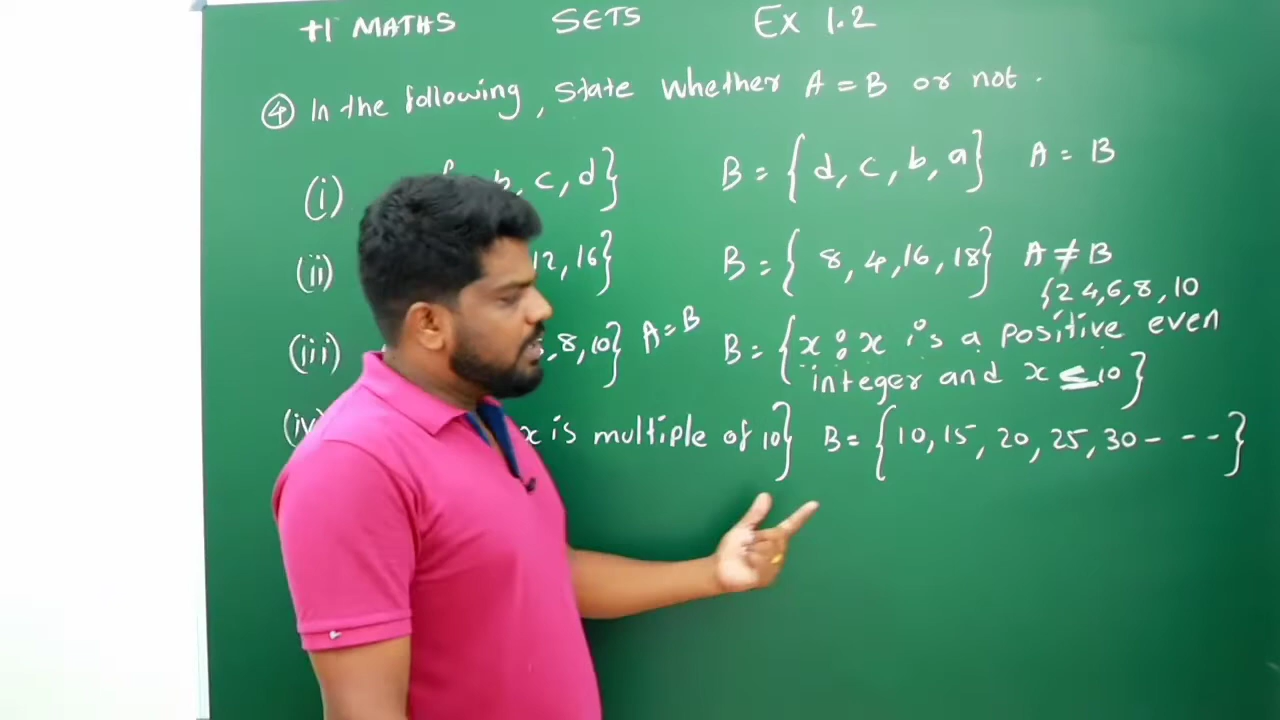 +1 MATHS SETS Ex 1.2
④ In the following, state whether A = B or not.
(i) b, c, d} B = {d, c, b, a} A = B
(ii) 12, 16} B = {8, 4, 16, 18} A ≠ B
{2 4, 6, 8, 10
(iii) 8, 10} A = B B = {x : x is a positive even
integer and x ≤ 10}
(iv) x is multiple of 10} B = {10, 15, 20, 25, 30 - - - -}